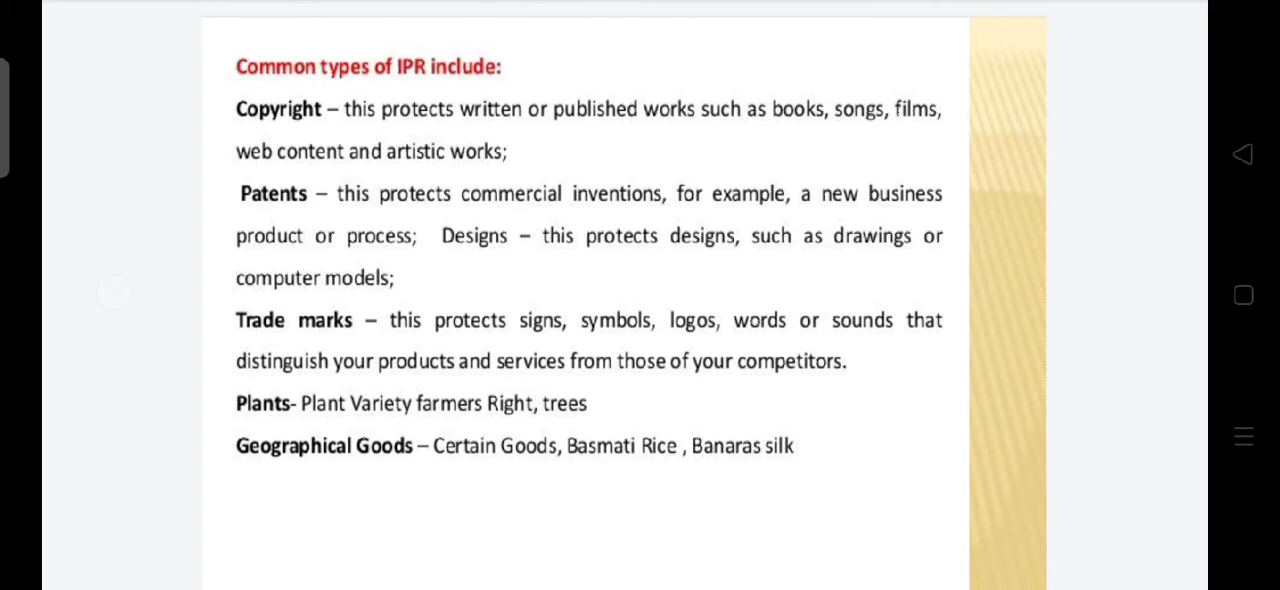 Common types of IPR include:
Copyright – this protects written or published works such as books, songs, films,
web content and artistic works;
Patents – this protects commercial inventions, for example, a new business
product or process; Designs – this protects designs, such as drawings or
computer models;
Trade marks – this protects signs, symbols, logos, words or sounds that
distinguish your products and services from those of your competitors.
Plants- Plant Variety farmers Right, trees
Geographical Goods – Certain Goods, Basmati Rice , Banaras silk